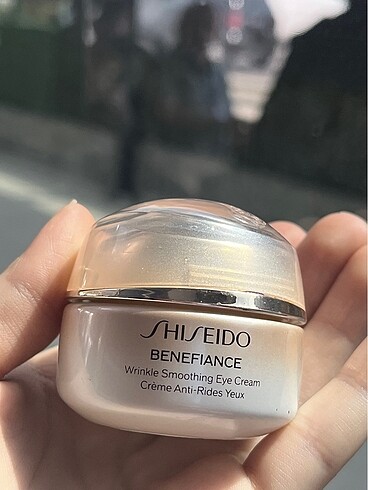 SHISEIDO
BENEFIANCE
Wrinkle Smoothing Eye Cream
Crème Anti-Rides Yeux